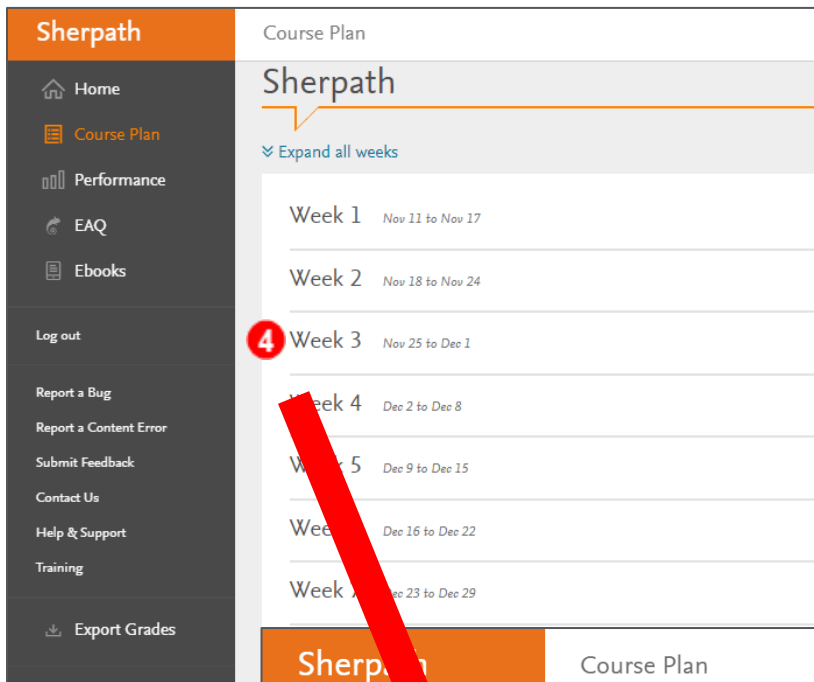 Sherpath
Course Plan
Home
Course Plan
Performance
EAQ
Ebooks
Log out
Report a Bug
Report a Content Error
Submit Feedback
Contact Us
Help & Support
Training
Export Grades
Sherpath
Expand all weeks
Week 1 Nov 11 to Nov 17
Week 2 Nov 18 to Nov 24
4 Week 3 Nov 25 to Dec 1
Week 4 Dec 2 to Dec 8
Week 5 Dec 9 to Dec 15
Week Dec 16 to Dec 22
Week 7 Dec 23 to Dec 29
Sherpath
Course Plan